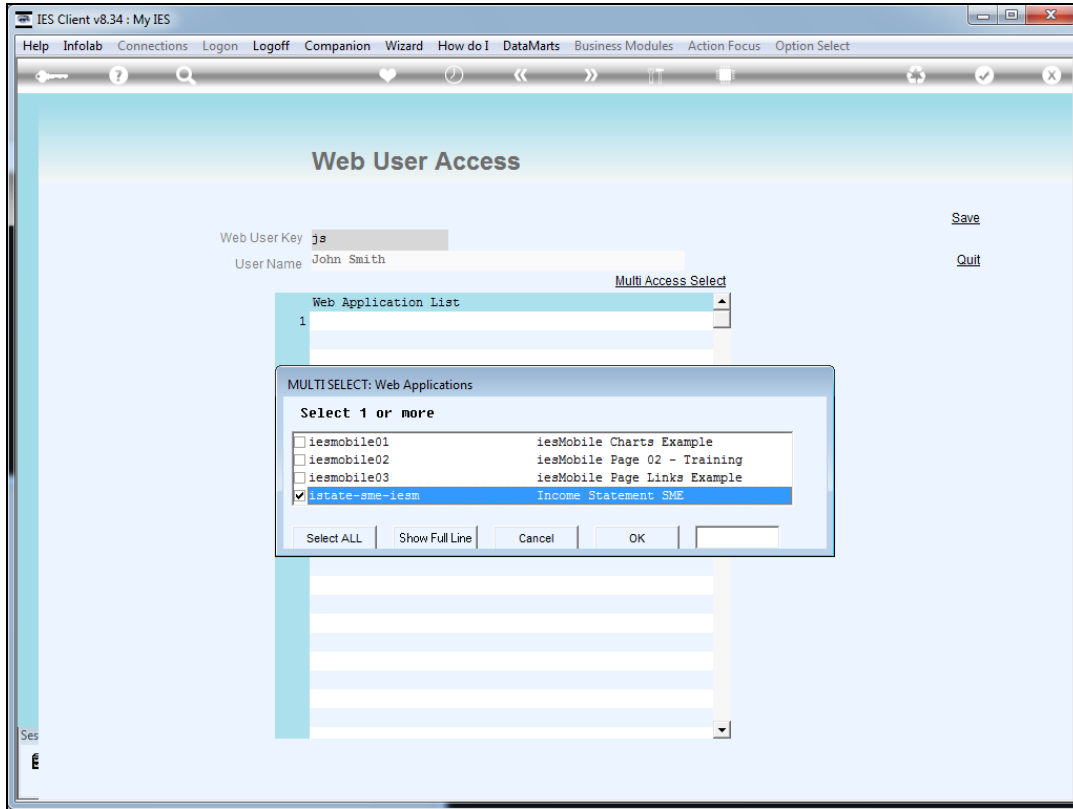 IES Client v8.34 : My IES
Help Infolab Connections Logon Logoff Companion Wizard How do I DataMarts Business Modules Action Focus Option Select
Web User Access
Save
Web User Key js
User Name John Smith
Quit
Multi Access Select
Web Application List
1
MULTI SELECT: Web Applications
Select 1 or more
iesmobile01 iesMobile Charts Example
iesmobile02 iesMobile Page 02 - Training
iesmobile03 iesMobile Page Links Example
istate-sme-iesm Income Statement SME
Select ALL Show Full Line Cancel OK
Ses